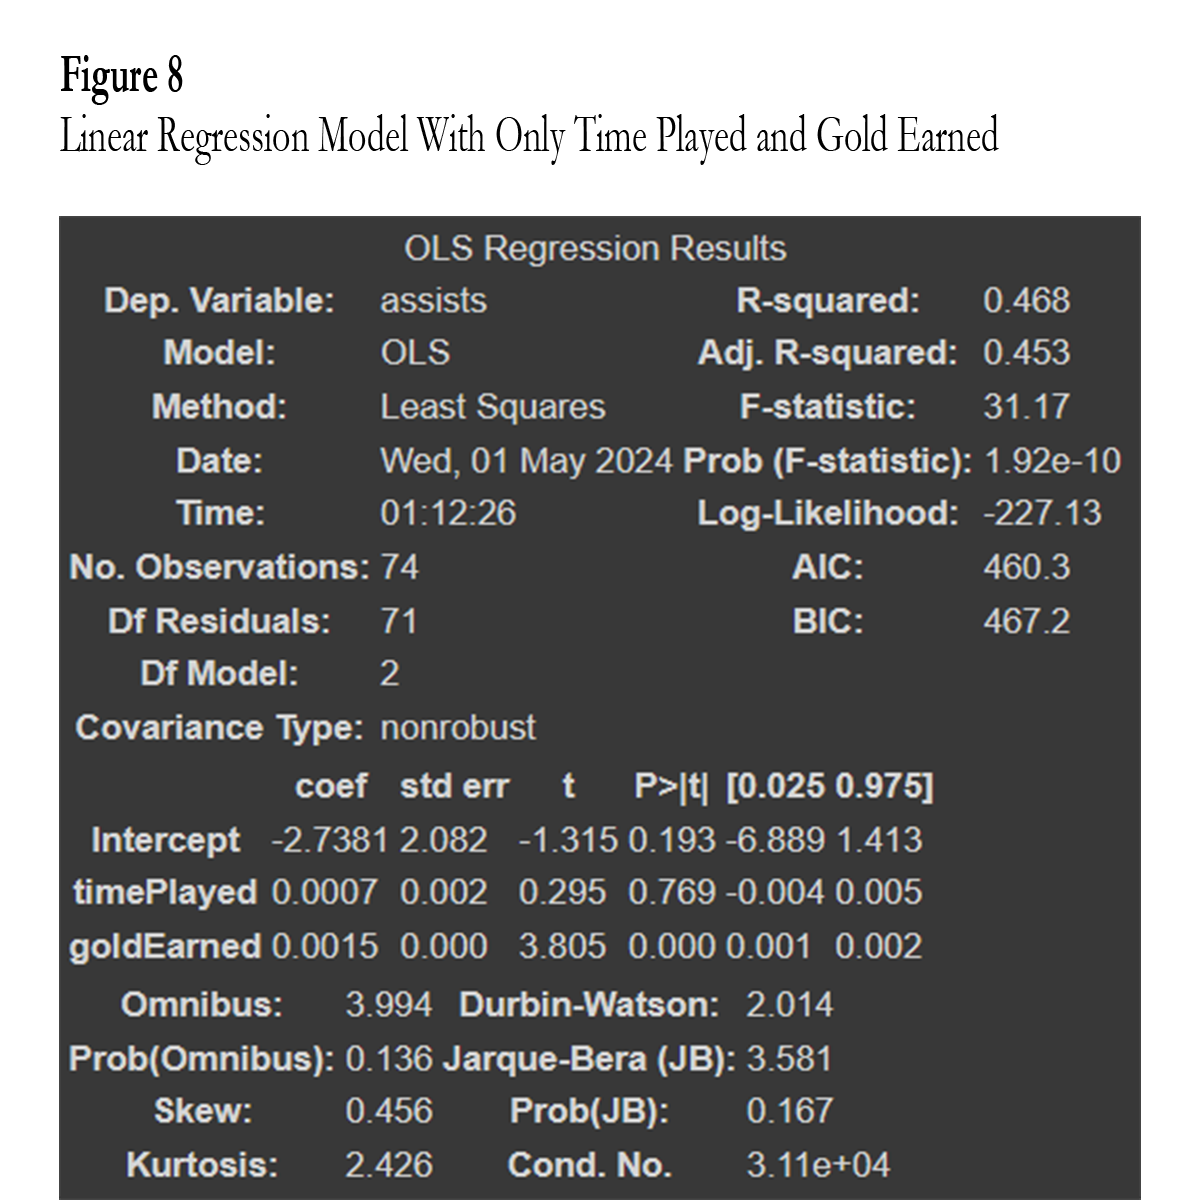 Figure 8
Linear Regression Model With Only Time Played and Gold Earned
OLS Regression Results
Dep. Variable: assists R-squared: 0.468
Model: OLS Adj. R-squared: 0.453
Method: Least Squares F-statistic: 31.17
Date: Wed, 01 May 2024 Prob (F-statistic): 1.92e-10
Time: 01:12:26 Log-Likelihood: -227.13
No. Observations: 74 AIC: 460.3
Df Residuals: 71 BIC: 467.2
Df Model: 2
Covariance Type: nonrobust
coef std err t P>|t| [0.025 0.975]
Intercept -2.7381 2.082 -1.315 0.193 -6.889 1.413
timePlayed 0.0007 0.002 0.295 0.769 -0.004 0.005
goldEarned 0.0015 0.000 3.805 0.000 0.001 0.002
Omnibus: 3.994 Durbin-Watson: 2.014
Prob(Omnibus): 0.136 Jarque-Bera (JB): 3.581
Skew: 0.456 Prob(JB): 0.167
Kurtosis: 2.426 Cond. No. 3.11e+04